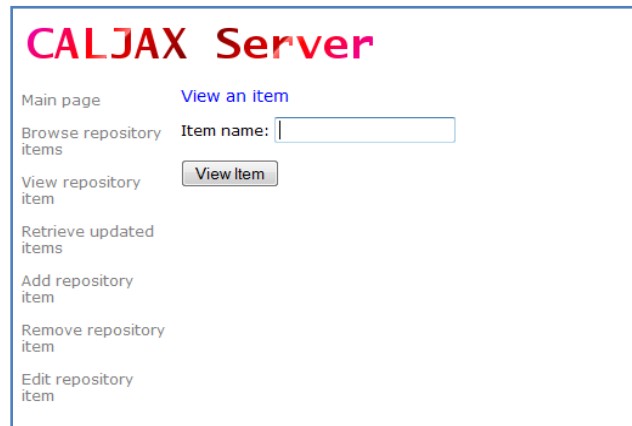 CALJAX Server
Main page
Browse repository
items
View repository
item
Retrieve updated
items
Add repository
item
Remove repository
item
Edit repository
item
View an item
Item name:
View Item